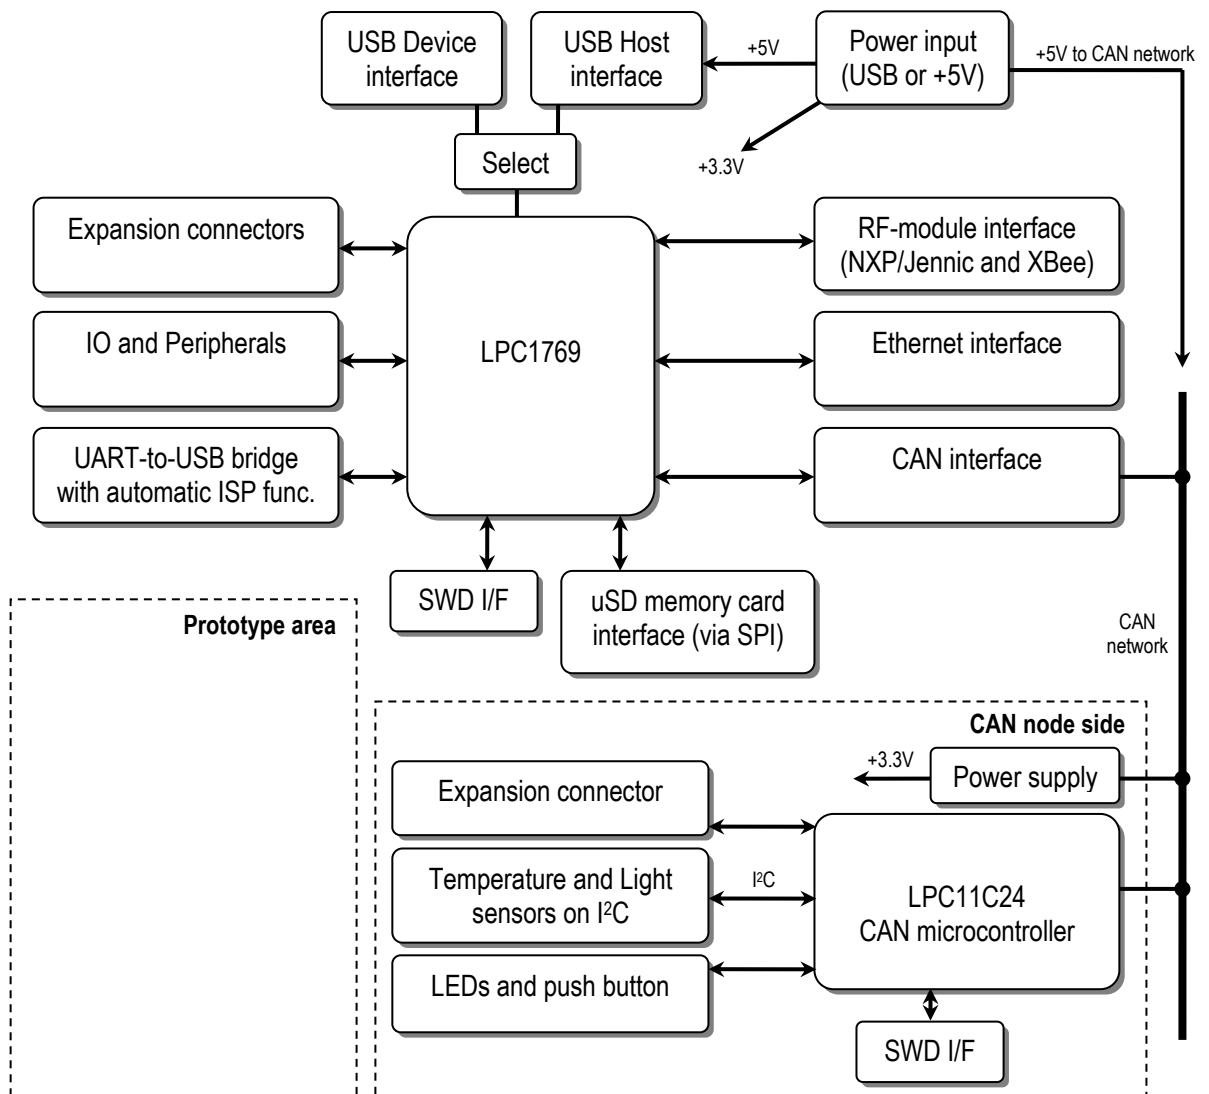 USB Device
interface
USB Host
interface
+5V
Power input
(USB or +5V)
+5V to CAN network
Select
+3.3V
Expansion connectors
RF-module interface
(NXP/Jennic and XBee)
IO and Peripherals
LPC1769
Ethernet interface
UART-to-USB bridge
with automatic ISP func.
CAN interface
SWD I/F
uSD memory card
interface (via SPI)
Prototype area
CAN
network
CAN node side
+3.3V
Power supply
Expansion connector
Temperature and Light
sensors on I²C
I²C
LPC11C24
CAN microcontroller
LEDs and push button
SWD I/F